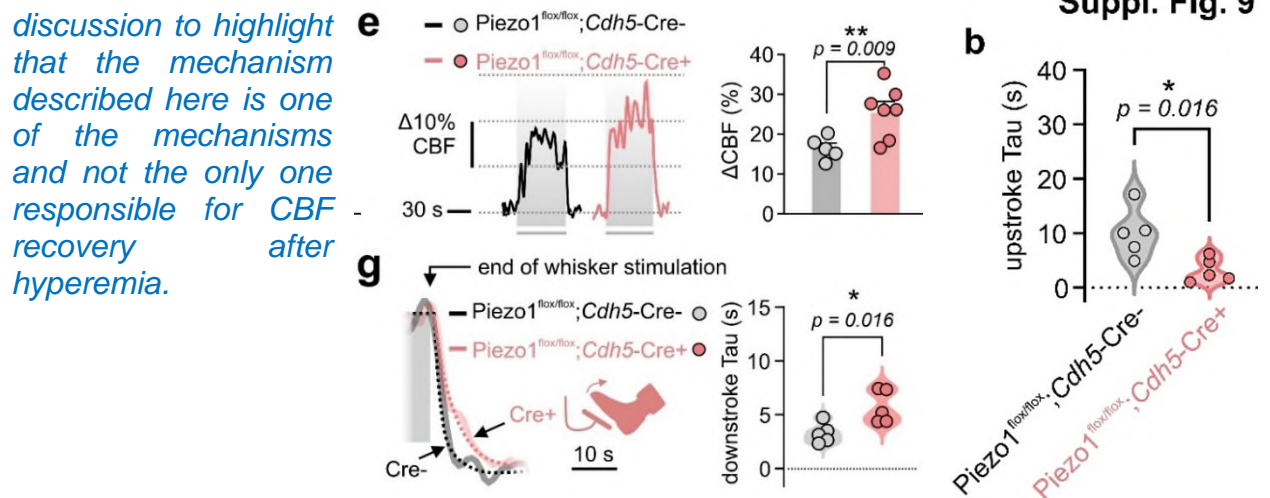 discussion to highlight
that the mechanism
described here is one
of the mechanisms
and not the only one
responsible for CBF
recovery after
hyperemia.
e
Piezo1flox/flox;Cdh5-Cre-
Piezo1flox/flox;Cdh5-Cre+
Δ10%
CBF
30 s
**
p = 0.009
ΔCBF (%)
40
30
20
10
0
g
end of whisker stimulation
Piezo1flox/flox;Cdh5-Cre-
Piezo1flox/flox;Cdh5-Cre+
Cre+
Cre-
10 s
*
p = 0.016
downstroke Tau (s)
15
10
5
0
Suppl. Fig. 9
b
*
p = 0.016
upstroke Tau (s)
40
30
20
10
0
Piezo1flox/flox;Cdh5-Cre-
Piezo1flox/flox;Cdh5-Cre+